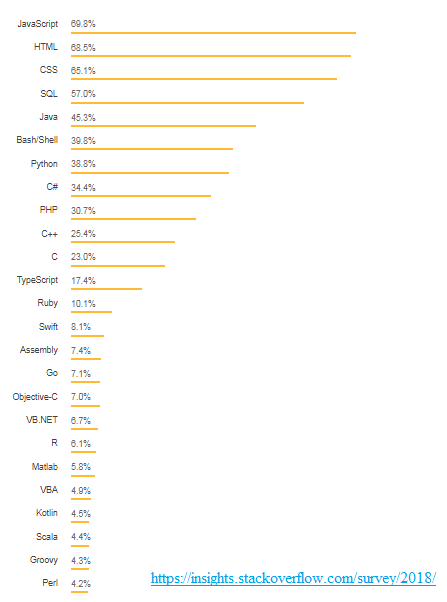 JavaScript 69.8%
HTML 68.5%
CSS 65.1%
SQL 57.0%
Java 45.3%
Bash/Shell 39.8%
Python 38.8%
C# 34.4%
PHP 30.7%
C++ 25.4%
C 23.0%
TypeScript 17.4%
Ruby 10.1%
Swift 8.1%
Assembly 7.4%
Go 7.1%
Objective-C 7.0%
VB.NET 6.7%
R 6.1%
Matlab 5.8%
VBA 4.9%
Kotlin 4.5%
Scala 4.4%
Groovy 4.3%
Perl 4.2%
https://insights.stackoverflow.com/survey/2018/